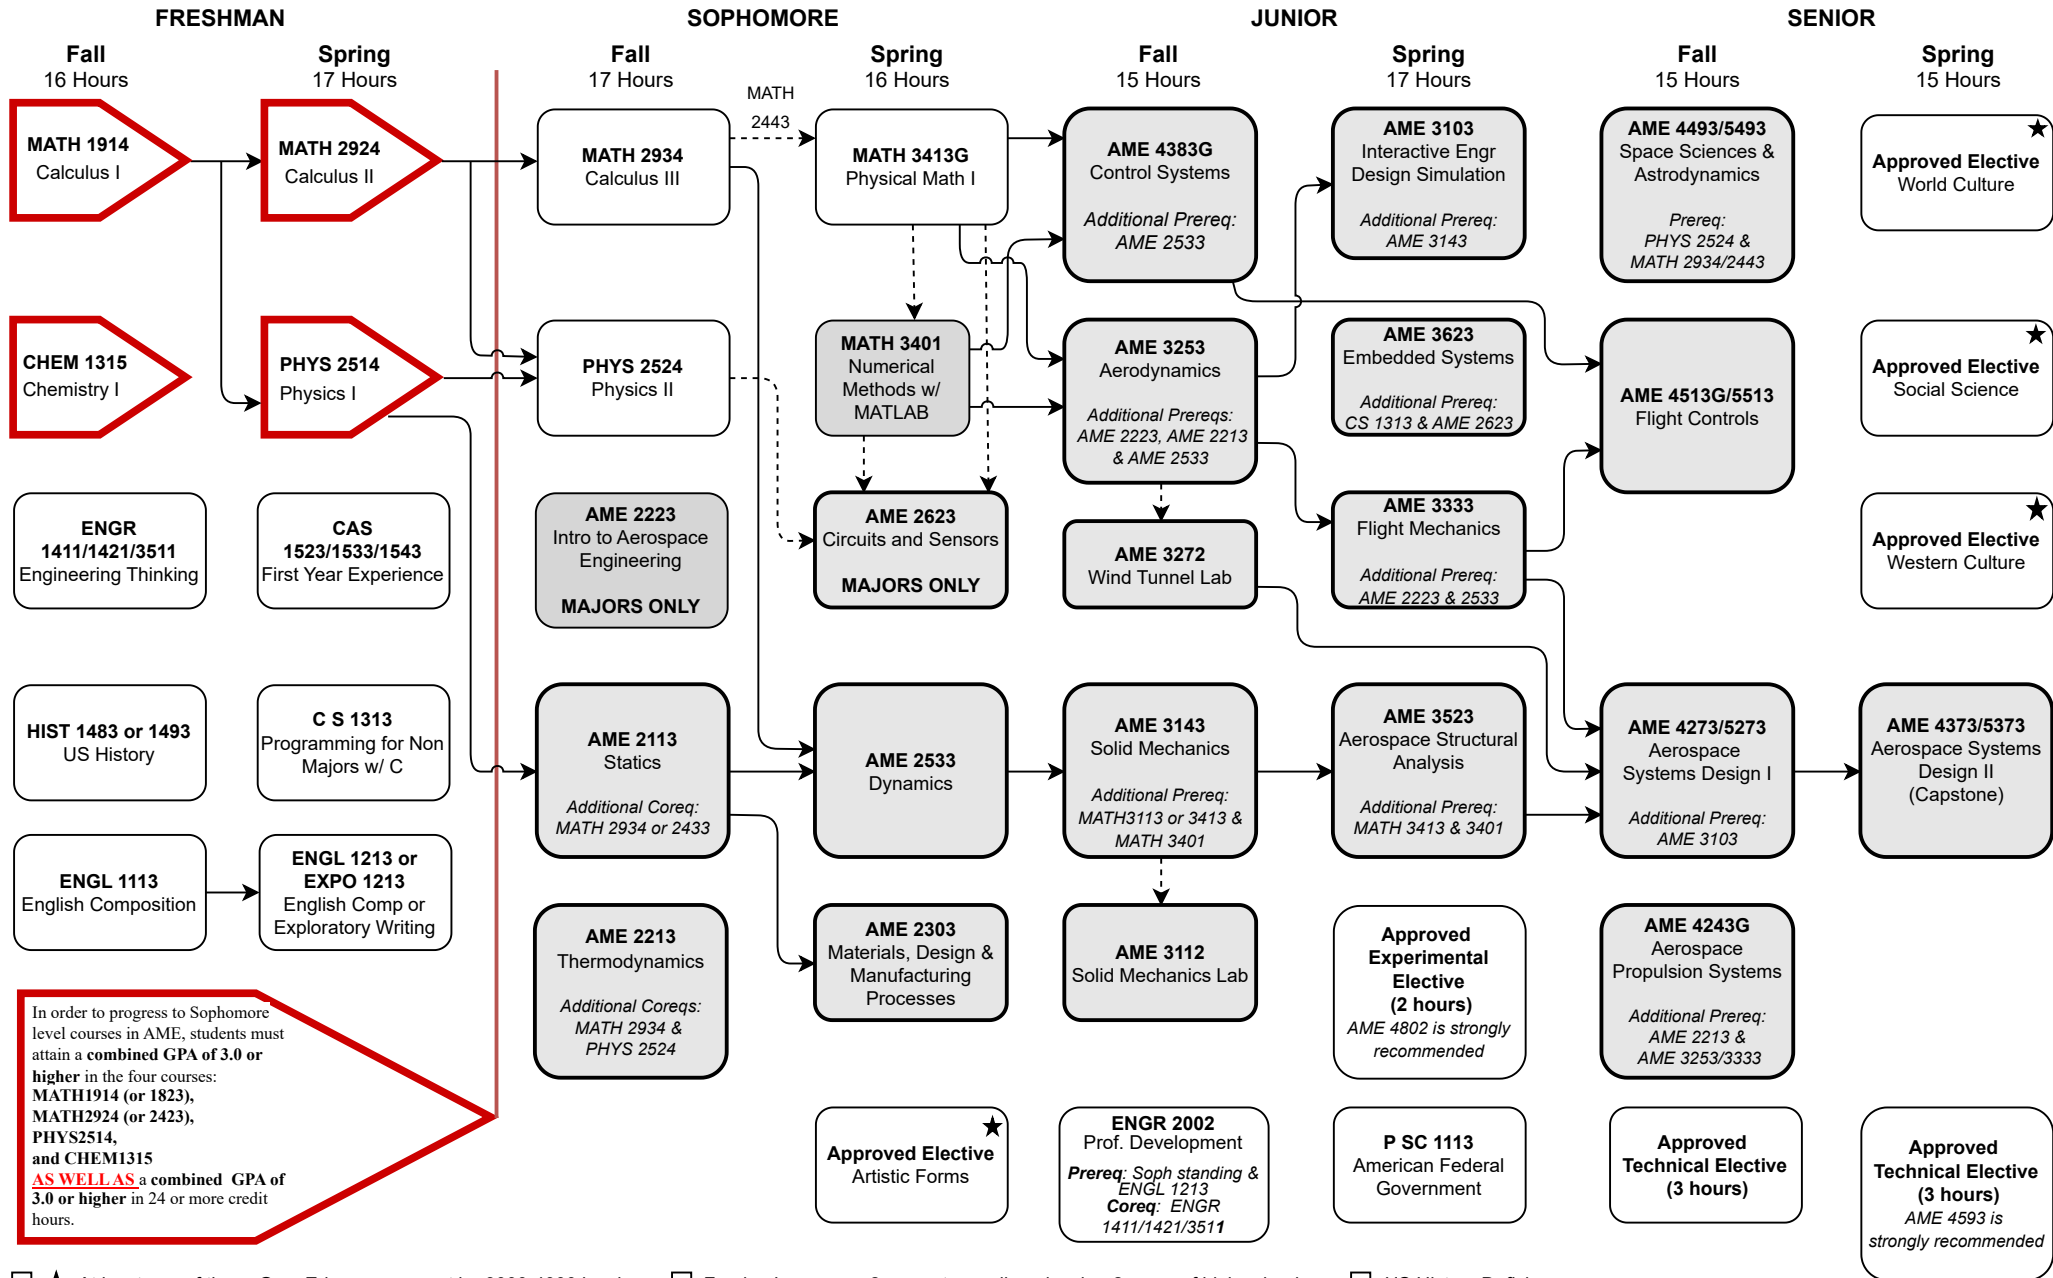 FRESHMAN
SOPHOMORE
JUNIOR
SENIOR
Fall
16 Hours
Spring
17 Hours
Fall
17 Hours
Spring
16 Hours
Fall
15 Hours
Spring
17 Hours
Fall
15 Hours
Spring
15 Hours
MATH 1914
Calculus I
MATH 2924
Calculus II
MATH 2934
Calculus III
MATH
2443
MATH 3413G
Physical Math I
AME 4383G
Control Systems
Additional Prereq:
AME 2533
AME 3103
Interactive Engr
Design Simulation
Additional Prereq:
AME 3143
AME 4493/5493
Space Sciences &
Astrodynamics
Prereq:
PHYS 2524 &
MATH 2934/2443
Approved Elective
World Culture
CHEM 1315
Chemistry I
PHYS 2514
Physics I
PHYS 2524
Physics II
MATH 3401
Numerical
Methods w/
MATLAB
AME 3253
Aerodynamics
Additional Prereqs:
AME 2223, AME 2213
& AME 2533
AME 3623
Embedded Systems
Additional Prereq:
CS 1313 & AME 2623
AME 4513G/5513
Flight Controls
Approved Elective
Social Science
ENGR
1411/1421/3511
Engineering Thinking
CAS
1523/1533/1543
First Year Experience
AME 2223
Intro to Aerospace
Engineering
MAJORS ONLY
AME 2623
Circuits and Sensors
MAJORS ONLY
AME 3272
Wind Tunnel Lab
AME 3333
Flight Mechanics
Additional Prereq:
AME 2223 & 2533
Approved Elective
Western Culture
HIST 1483 or 1493
US History
C S 1313
Programming for Non
Majors w/ C
AME 2113
Statics
Additional Coreq:
MATH 2934 or 2433
AME 2533
Dynamics
AME 3143
Solid Mechanics
Additional Prereq:
MATH3113 or 3413 &
MATH 3401
AME 3523
Aerospace Structural
Analysis
Additional Prereq:
MATH 3413 & 3401
AME 4273/5273
Aerospace
Systems Design I
Additional Prereq:
AME 3103
AME 4373/5373
Aerospace Systems
Design II
(Capstone)
ENGL 1113
English Composition
ENGL 1213 or
EXPO 1213
English Comp or
Exploratory Writing
AME 2213
Thermodynamics
Additional Coreqs:
MATH 2934 &
PHYS 2524
AME 2303
Materials, Design &
Manufacturing
Processes
AME 3112
Solid Mechanics Lab
Approved
Experimental
Elective
(2 hours)
AME 4802 is strongly
recommended
AME 4243G
Aerospace
Propulsion Systems
Additional Prereq:
AME 2213 &
AME 3253/3333
In order to progress to Sophomore
level courses in AME, students must
attain a combined GPA of 3.0 or
higher in the four courses:
MATH1914 (or 1823),
MATH2924 (or 2423),
PHYS2514,
and CHEM1315
AS WELL AS a combined GPA of
3.0 or higher in 24 or more credit
hours.
Approved Elective
Artistic Forms
ENGR 2002
Prof. Development
Prereq: Soph standing &
ENGL 1213
Coreq: ENGR
1411/1421/3511
P SC 1113
American Federal
Government
Approved
Technical Elective
(3 hours)
Approved
Technical Elective
(3 hours)
AME 4593 is
strongly recommended